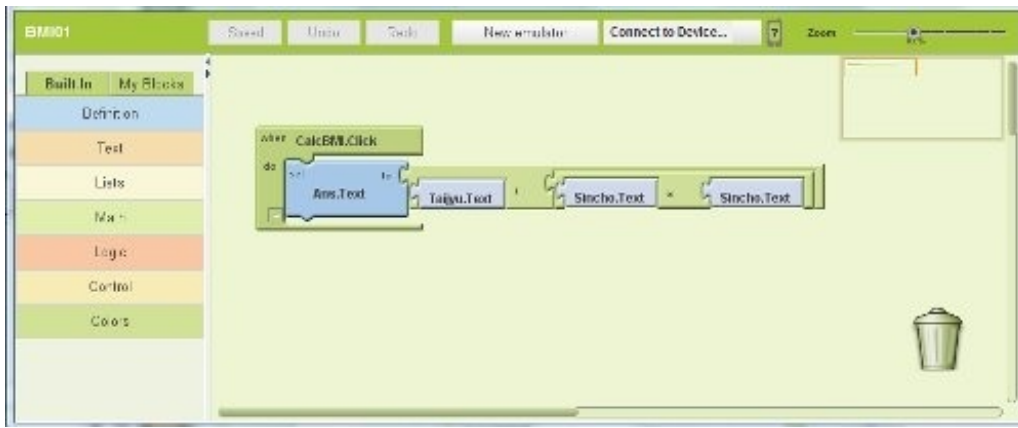 BMI01 Saved Undo Redo New emulator Connect to Device... Zoom
Built-In My Blocks
Definition
Text
Lists
Math
Logic
Control
Colors
when CalcBMI.Click
do set to
Ans.Text Taijyu.Text Sincho.Text × Sincho.Text